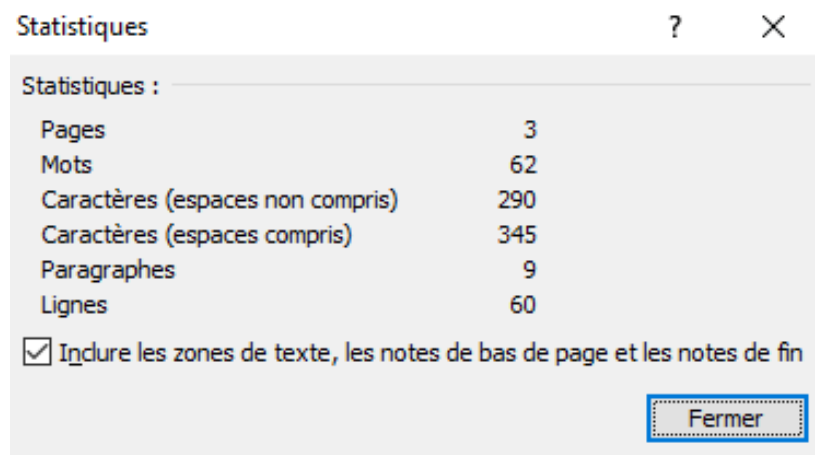 Statistiques ? ×
Statistiques :
Pages 3
Mots 62
Caractères (espaces non compris) 290
Caractères (espaces compris) 345
Paragraphes 9
Lignes 60
Inclure les zones de texte, les notes de bas de page et les notes de fin
Fermer